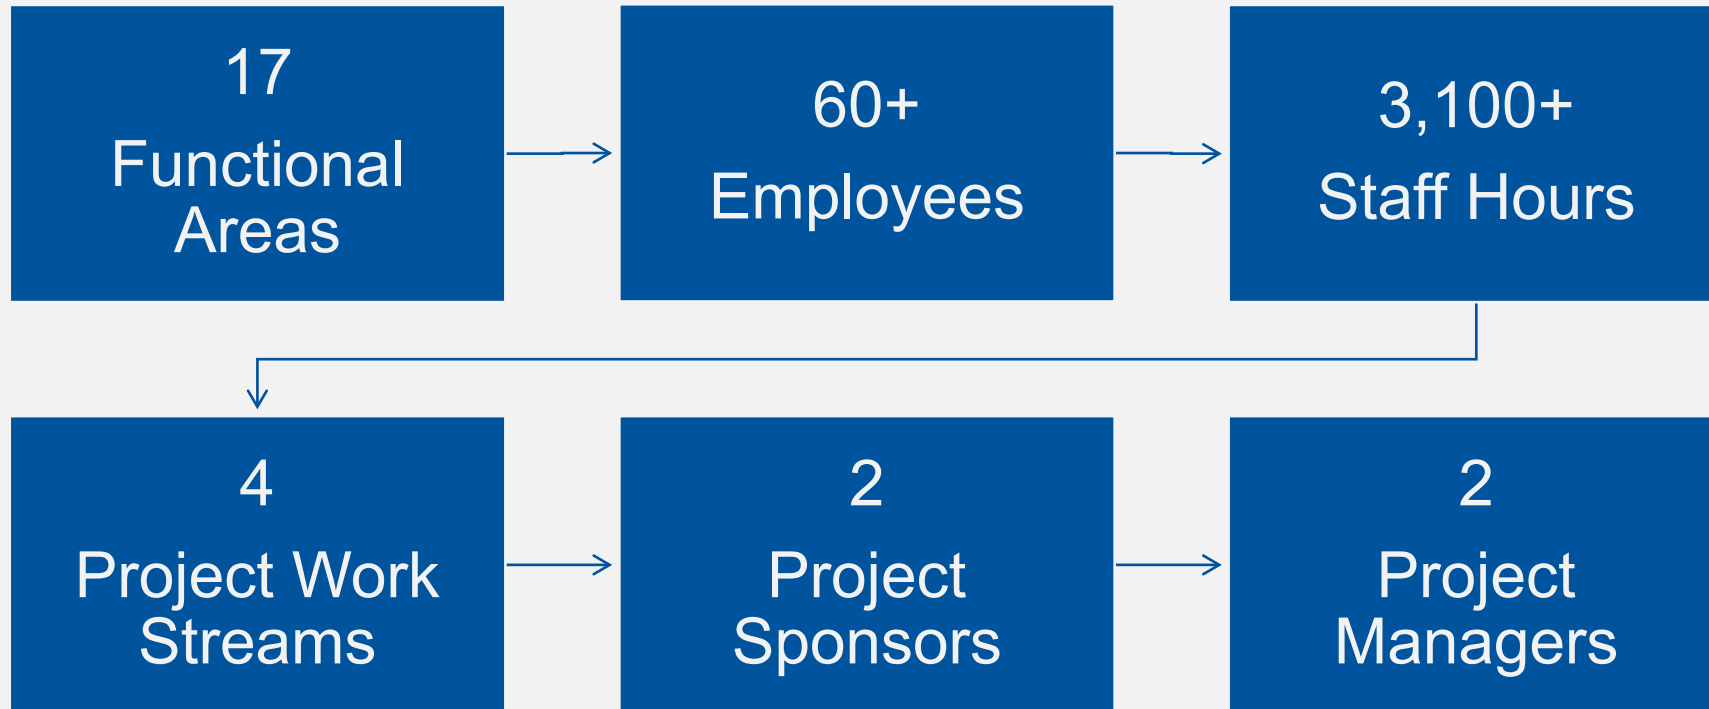 17
Functional
Areas
60+
Employees
3,100+
Staff Hours
4
Project Work
Streams
2
Project
Sponsors
2
Project
Managers